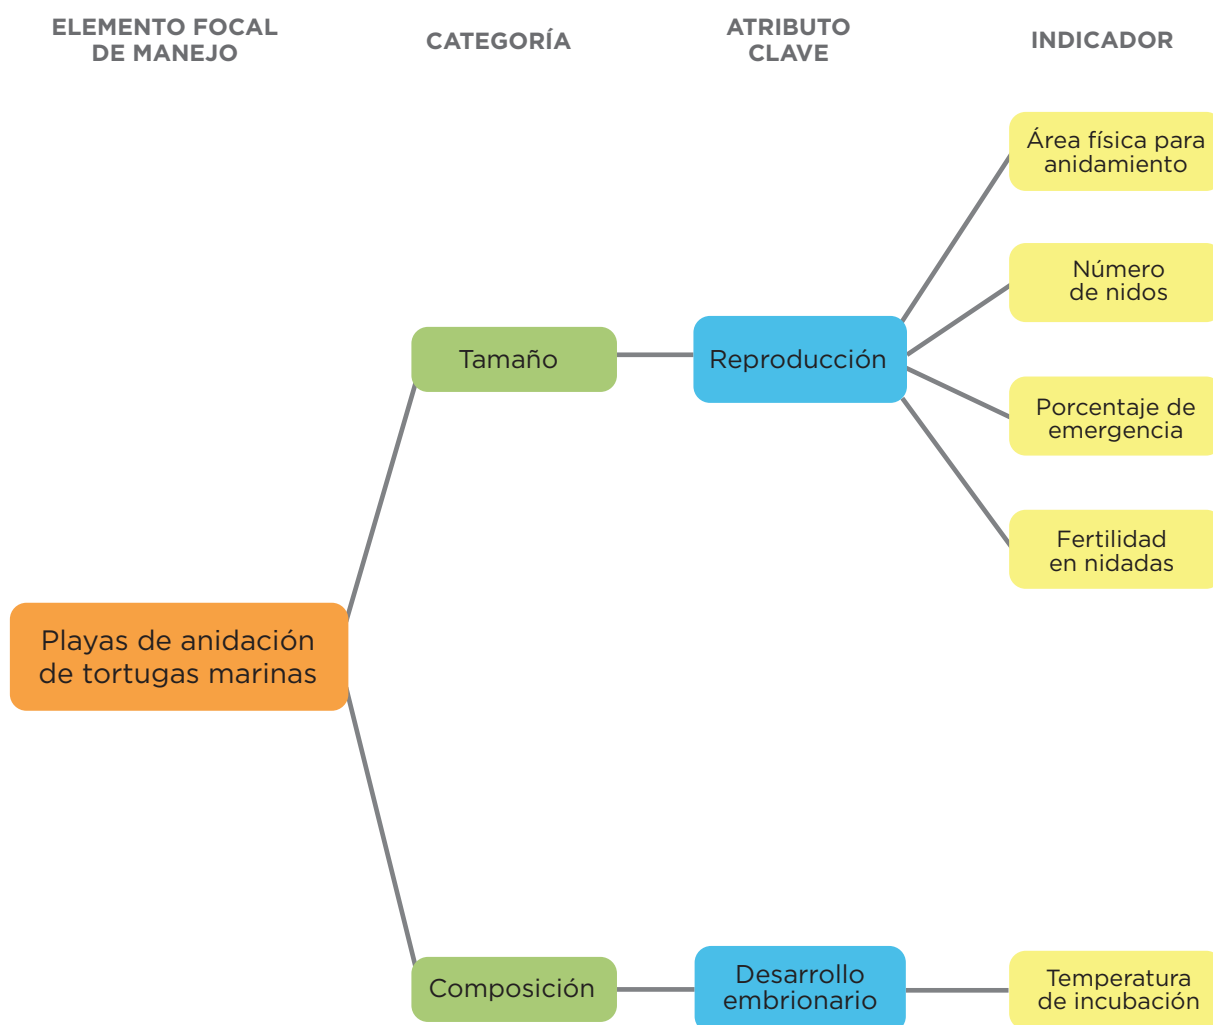 ELEMENTO FOCAL
DE MANEJO
CATEGORÍA
ATRIBUTO
CLAVE
INDICADOR
Área física para
anidamiento
Número
de nidos
Tamaño
Reproducción
Porcentaje de
emergencia
Fertilidad
en nidadas
Playas de anidación
de tortugas marinas
Composición
Desarrollo
embrionario
Temperatura
de incubación